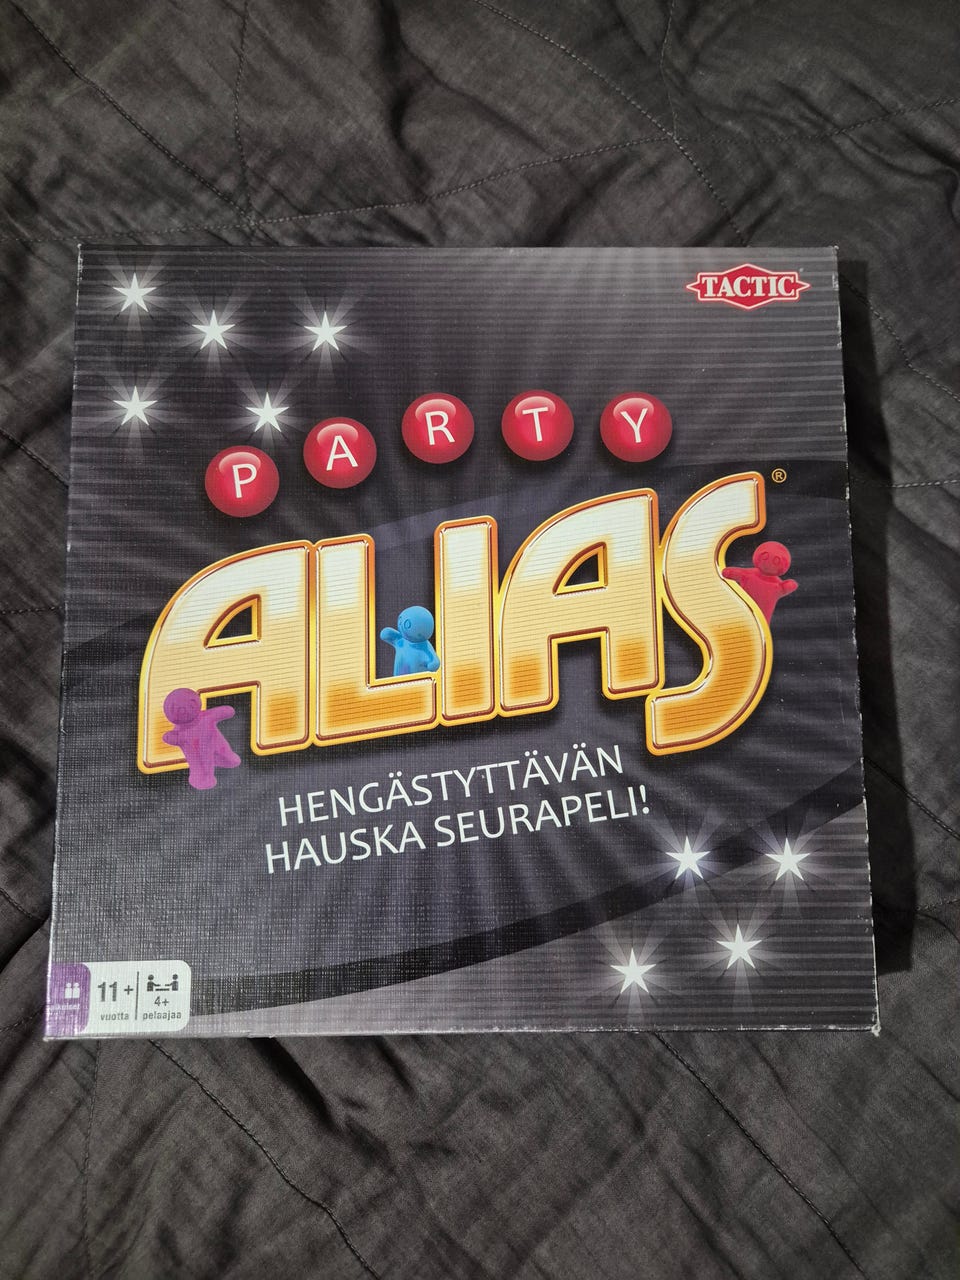 TACTIC
PARTY
ALIAS®
HENGÄSTYTTÄVÄN
HAUSKA SEURAPELI!
11+
vuotta
4+
pelaajaa